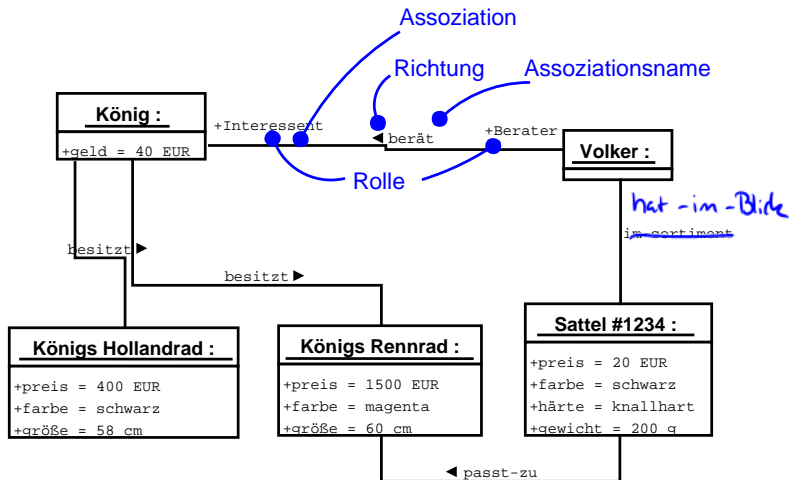 Assoziation
Richtung
Assoziationsname
König :
+geld = 40 EUR
+Interessent
◄ berät
+Berater
Volker :
Rolle
hat-im-Blick
im-sortiment
besitzt ►
besitzt ►
Königs Hollandrad :
+preis = 400 EUR
+farbe = schwarz
+größe = 58 cm
Königs Rennrad :
+preis = 1500 EUR
+farbe = magenta
+größe = 60 cm
Sattel #1234 :
+preis = 20 EUR
+farbe = schwarz
+härte = knallhart
+gewicht = 200 g
◄ passt-zu